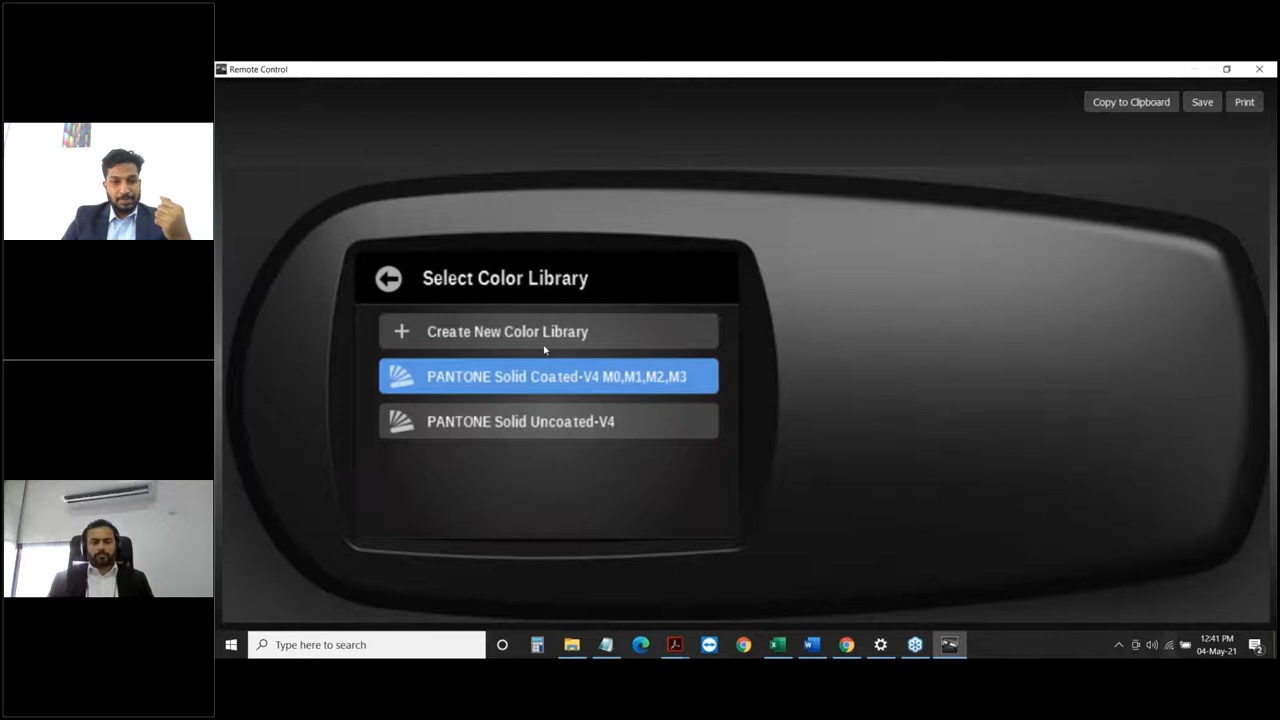 Remote Control
Copy to Clipboard
Save
Print
Select Color Library
Create New Color Library
PANTONE Solid Coated-V4 M0,M1,M2,M3
PANTONE Solid Uncoated-V4
Type here to search
12:41 PM
04-May-21
2